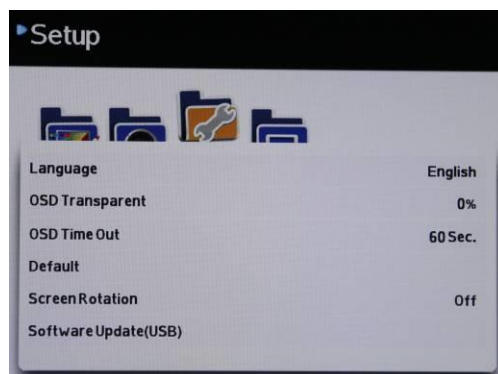 Setup
Language English
OSD Transparent 0%
OSD Time Out 60 Sec.
Default
Screen Rotation Off
Software Update(USB)